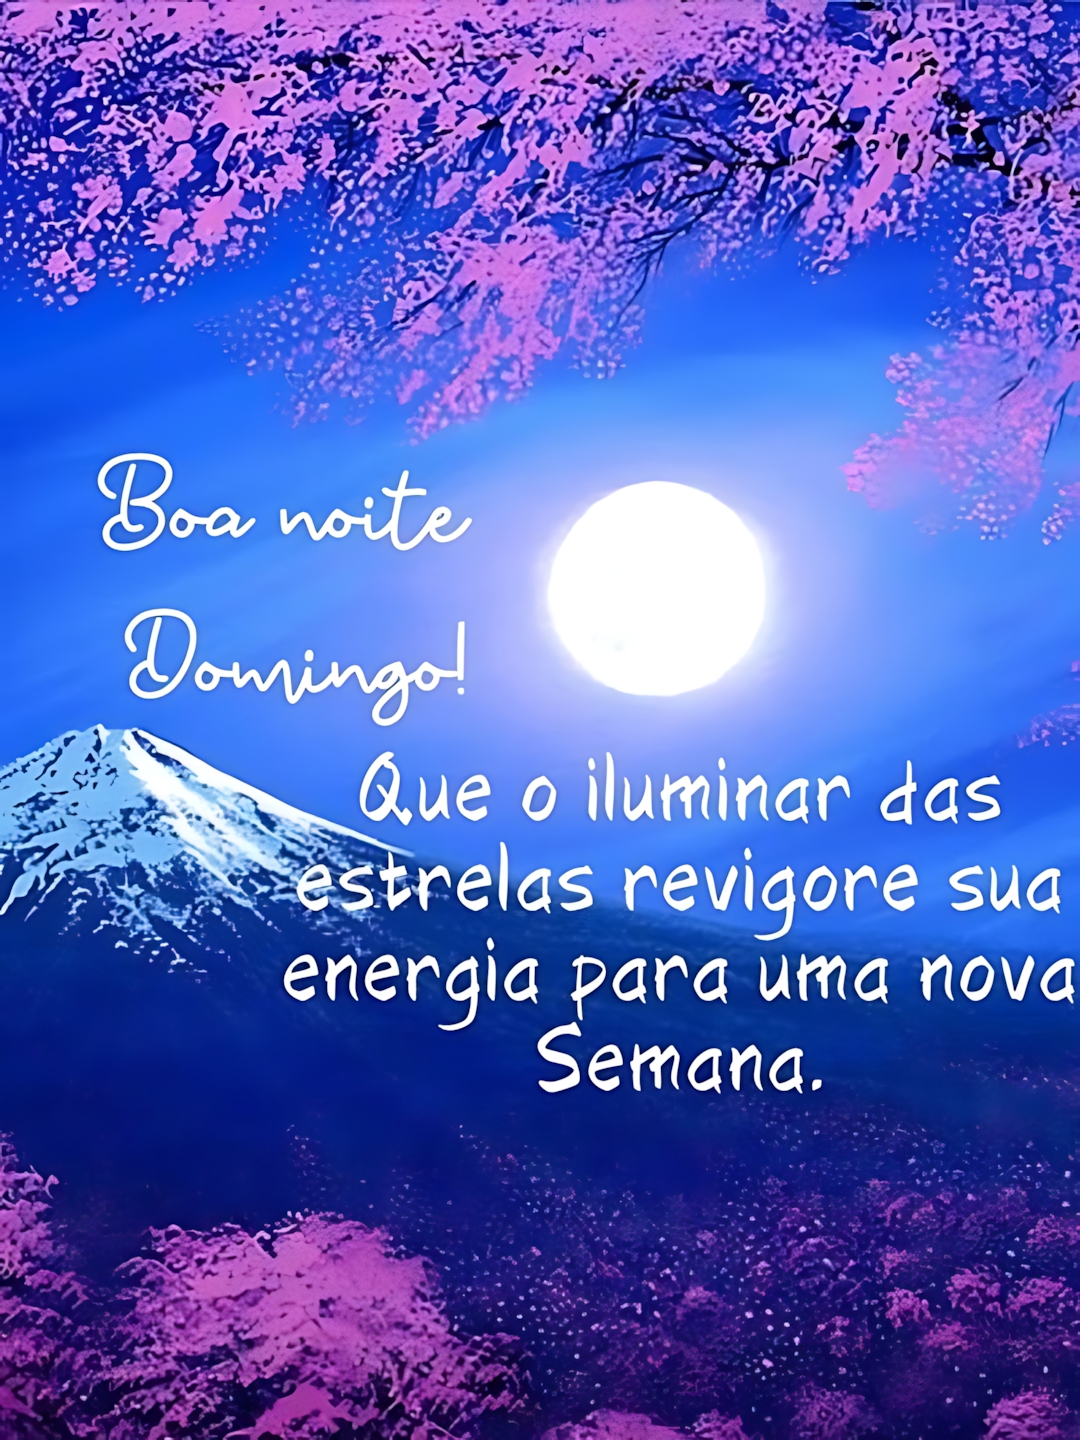 Boa noite
Domingo!
Que o iluminar das
estrelas revigore sua
energia para uma nova
Semana.